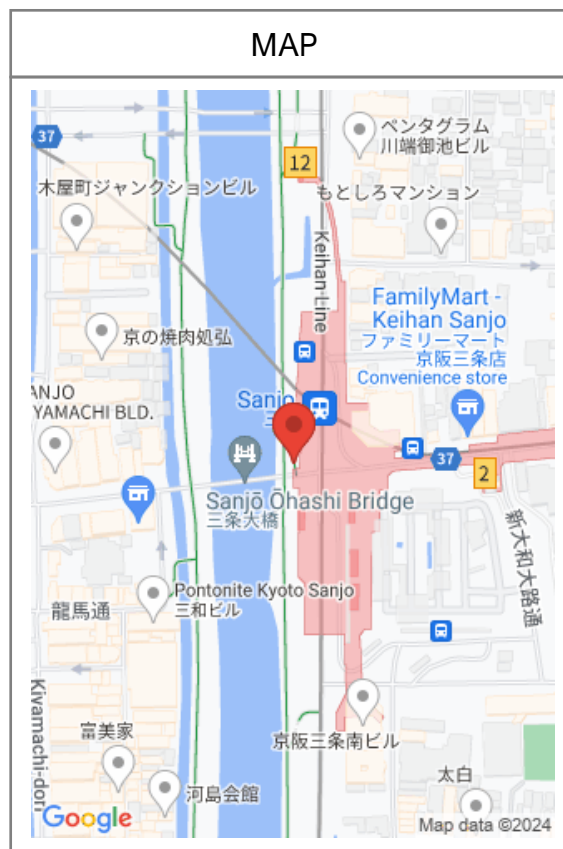 MAP
37
ペンタグラム
川端御池ビル
12
木屋町ジャンクションビル
もとしろマンション
Keihan Line
FamilyMart -
Keihan Sanjo
ファミリーマート
京阪三条店
Convenience store
京の焼肉処弘
ANJO
YAMACHI BLD.
Sanjo
三
37
2
Sanjō Ōhashi Bridge
三条大橋
新大和大路通
Pontonite Kyoto Sanjo
三和ビル
龍馬通
Kiyamachi-dori
富美家
京阪三条南ビル
河島会館
太白
Google
Map data ©2024